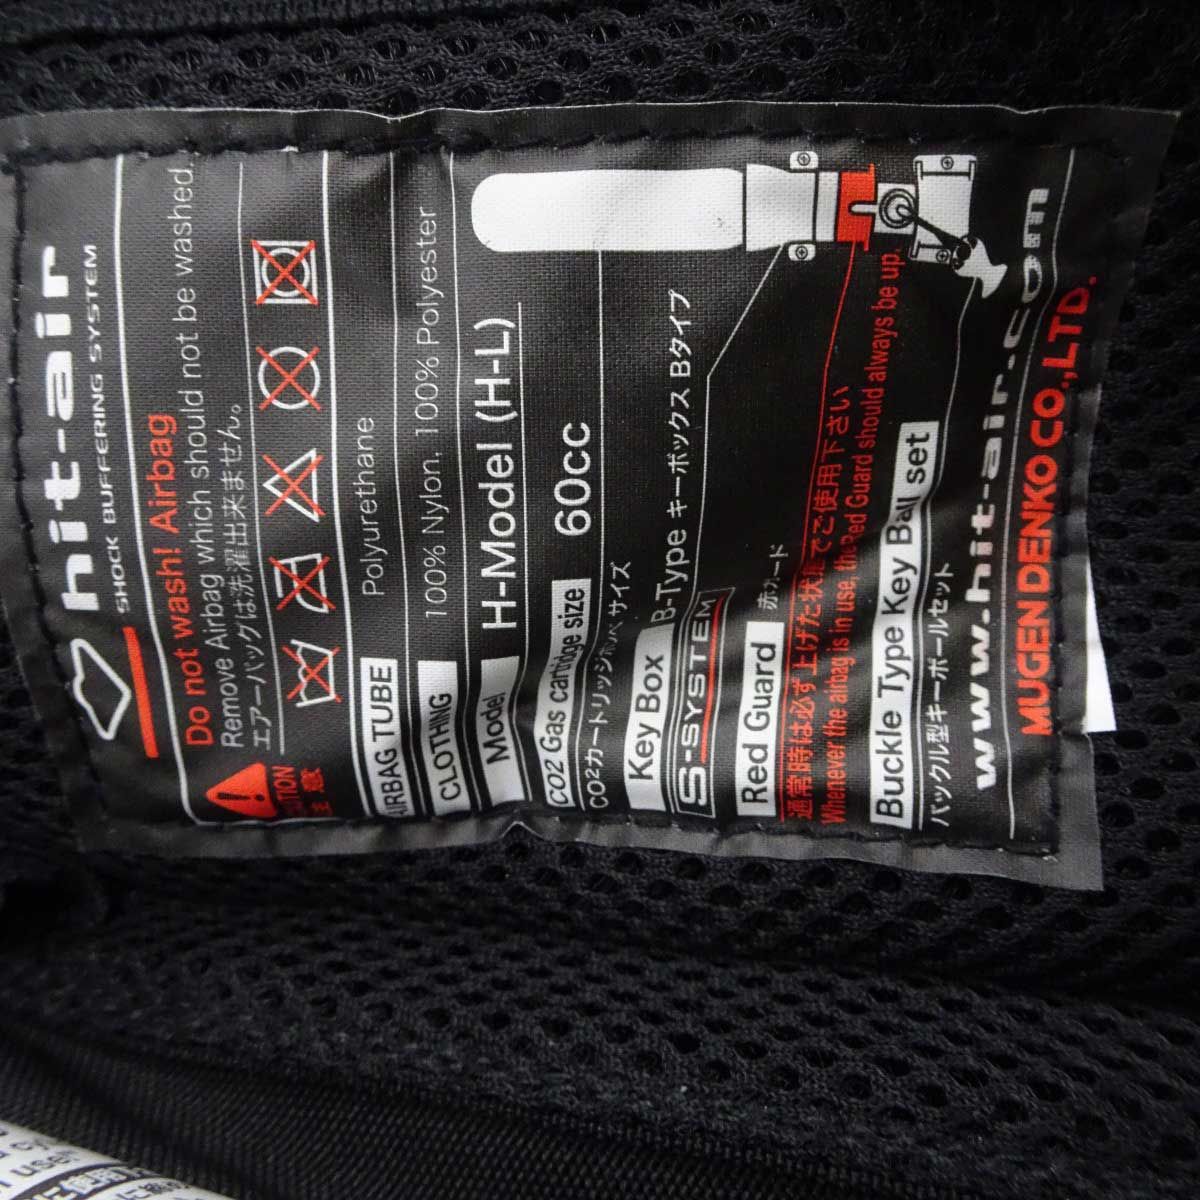 hit-air
SHOCK BUFFERING SYSTEM
Do not wash! Airbag
Remove Airbag which should not be washed.
エアーバッグは洗濯出来ません。
AIRBAG TUBE Polyurethane
CLOTHING 100% Nylon, 100% Polyester
Model H-Model (H-L)
CO2 Gas cartridge size 60cc
CO2カートリッジボンベサイズ
Key Box B-Type キーボックス Bタイプ
S-SYSTEM
Red Guard 赤ガード
通常時は必ず上げた状態でご使用下さい
Whenever the airbag is in use, the Red Guard should always be up.
Buckle Type Key Ball set
バックル型キーボールセット
www.hit-air.com
MUGEN DENKO CO.,LTD.
use